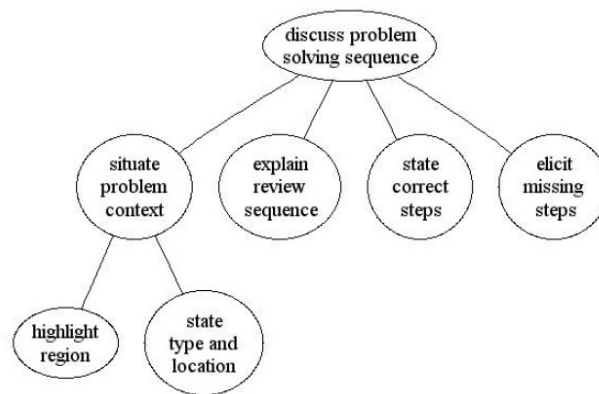 discuss problem
solving sequence
situate
problem
context
explain
review
sequence
state
correct
steps
elicit
missing
steps
highlight
region
state
type and
location